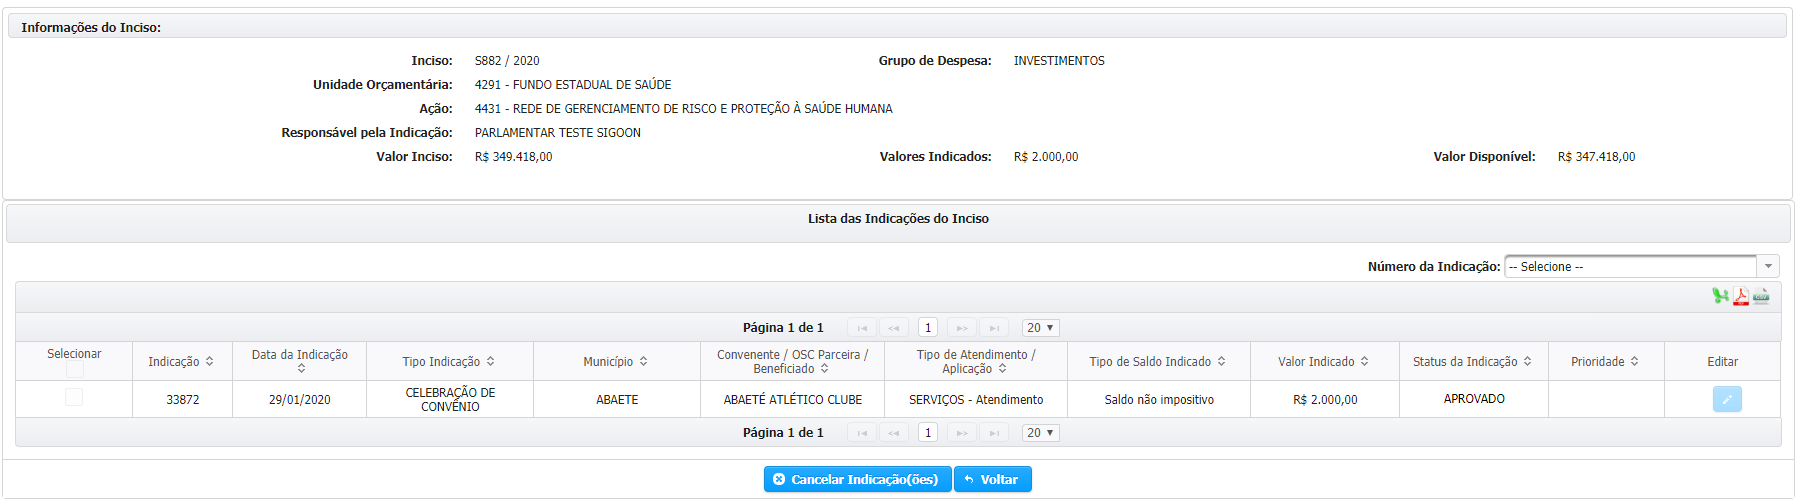 Informações do Inciso:
Inciso: S882 / 2020 Grupo de Despesa: INVESTIMENTOS
Unidade Orçamentária: 4291 - FUNDO ESTADUAL DE SAÚDE
Ação: 4431 - REDE DE GERENCIAMENTO DE RISCO E PROTEÇÃO À SAÚDE HUMANA
Responsável pela Indicação: PARLAMENTAR TESTE SIGOON
Valor Inciso: R$ 349.418,00 Valores Indicados: R$ 2.000,00 Valor Disponível: R$ 347.418,00
Lista das Indicações do Inciso
Número da Indicação: -- Selecione --
Página 1 de 1 1 20
Selecionar Indicação Data da Indicação Tipo Indicação Município Convenente / OSC Parceira / Beneficiado Tipo de Atendimento / Aplicação Tipo de Saldo Indicado Valor Indicado Status da Indicação Prioridade Editar
33872 29/01/2020 CELEBRAÇÃO DE CONVÊNIO ABAETE ABAETÉ ATLÉTICO CLUBE SERVIÇOS - Atendimento Saldo não impositivo R$ 2.000,00 APROVADO
Página 1 de 1 1 20
Cancelar Indicação(ões) Voltar